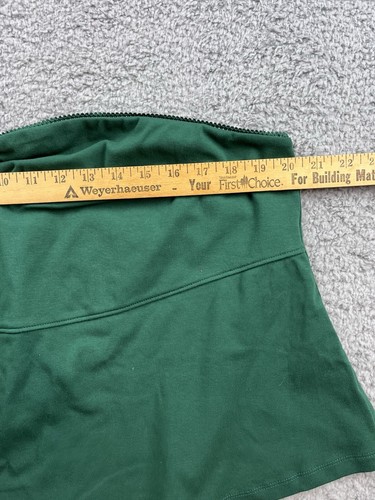 0 11 12 13 14 15 16 17 18 19 20 21 22
Weyerhaeuser - Your First Choice For Building Mat